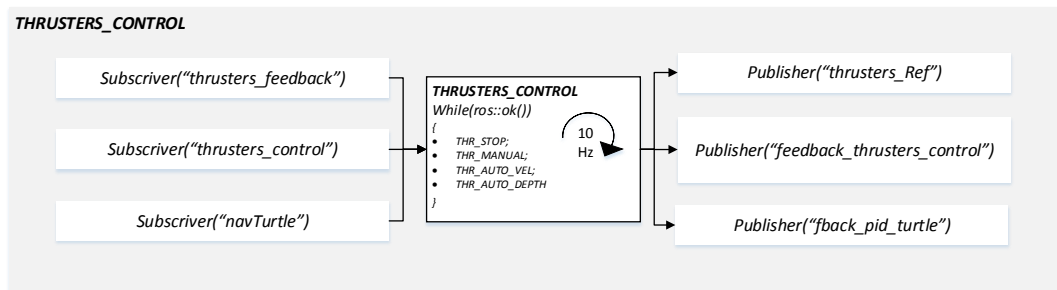 THRUSTERS_CONTROL
Subscriver(“thrusters_feedback”)
Subscriver(“thrusters_control”)
Subscriver(“navTurtle”)
THRUSTERS_CONTROL
While(ros::ok())
{
• THR_STOP;
• THR_MANUAL;
• THR_AUTO_VEL;
• THR_AUTO_DEPTH
}
10
Hz
Publisher(“thrusters_Ref”)
Publisher(“feedback_thrusters_control”)
Publisher(“fback_pid_turtle”)